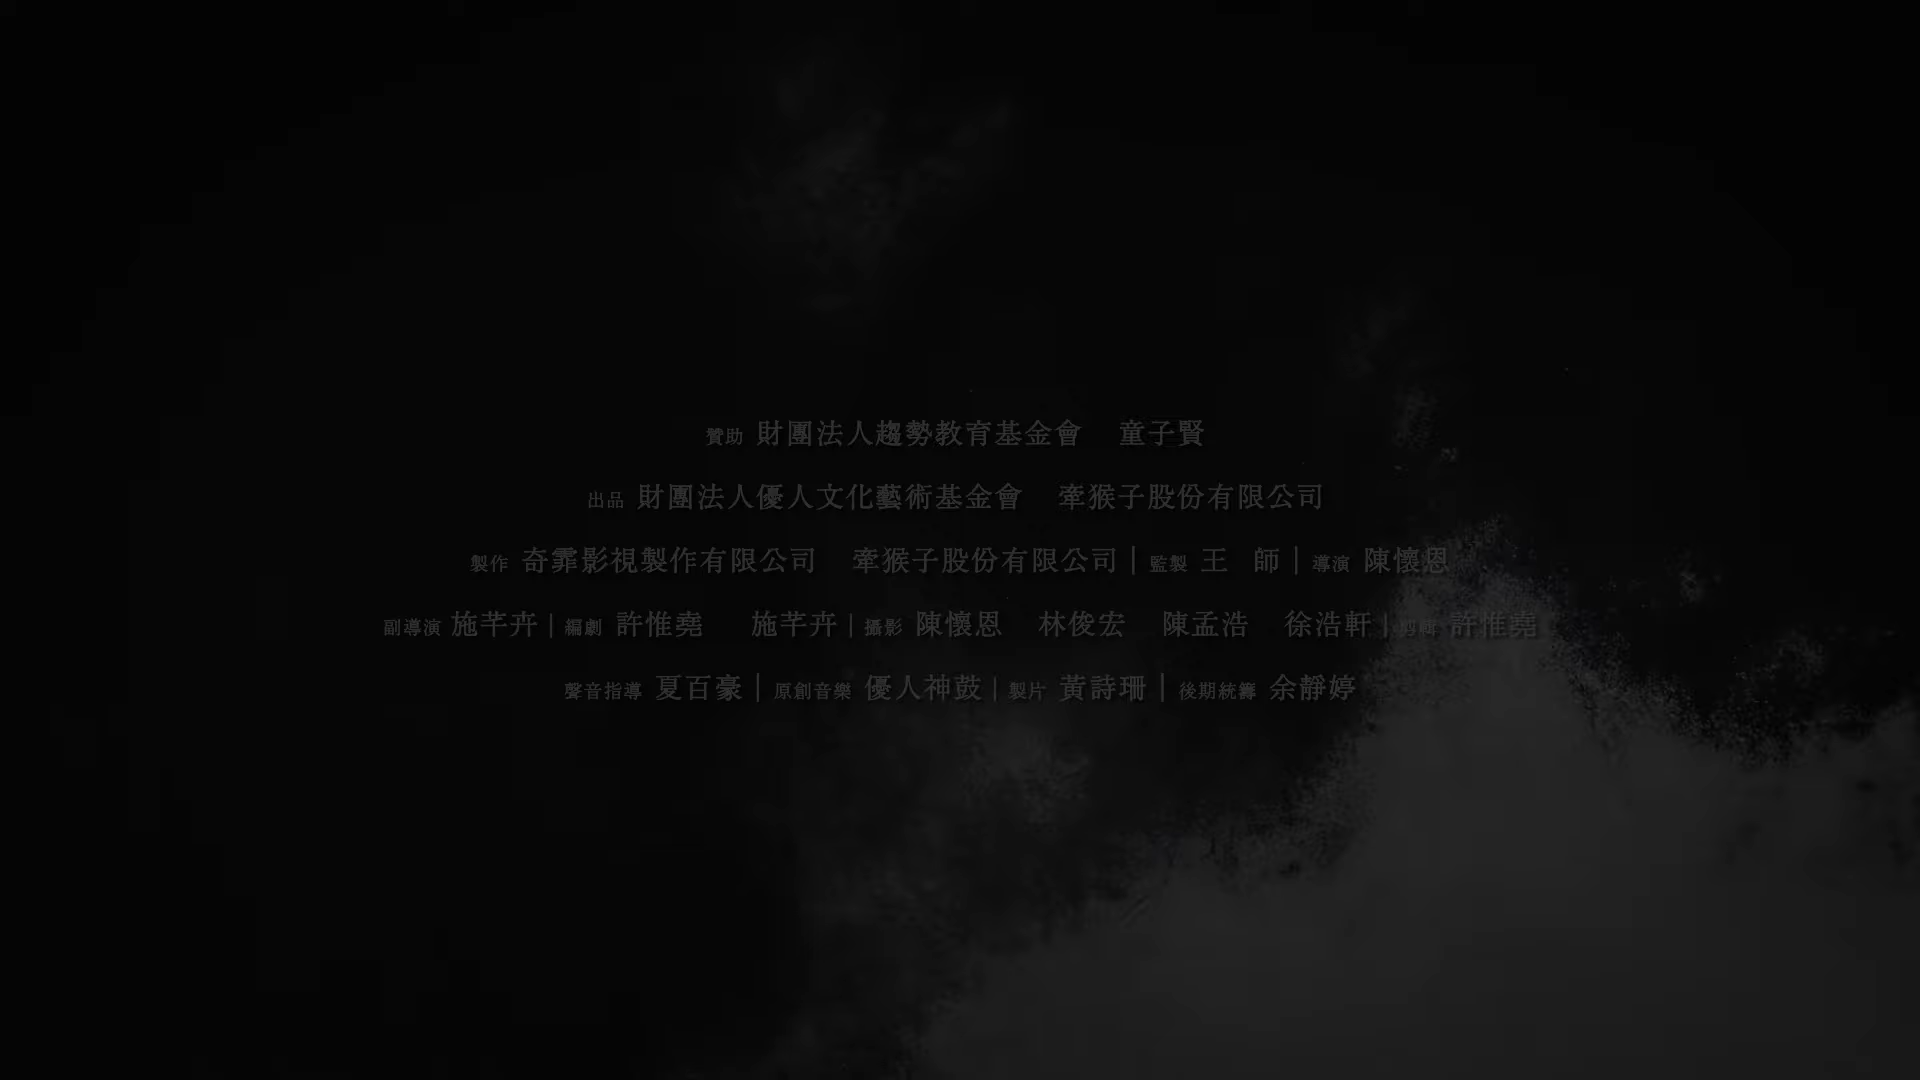 贊助 財團法人趨勢教育基金會 童子賢
出品 財團法人優人文化藝術基金會 牽猴子股份有限公司
製作 奇霏影視製作有限公司 牽猴子股份有限公司 | 監製 王 師 | 導演 陳懷恩
副導演 施芊卉 | 編劇 許惟堯 施芊卉 | 攝影 陳懷恩 林俊宏 陳孟浩 徐浩軒 | 剪輯 許惟堯
聲音指導 夏百豪 | 原創音樂 優人神鼓 | 製片 黃詩珊 | 後期統籌 余靜婷